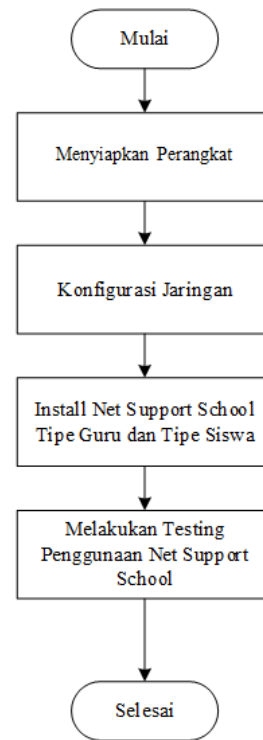 Mulai
Menyiapkan Perangkat
Konfigurasi Jaringan
Install Net Support School
Tipe Guru dan Tipe Siswa
Melakukan Testing
Penggunaan Net Support
School
Selesai